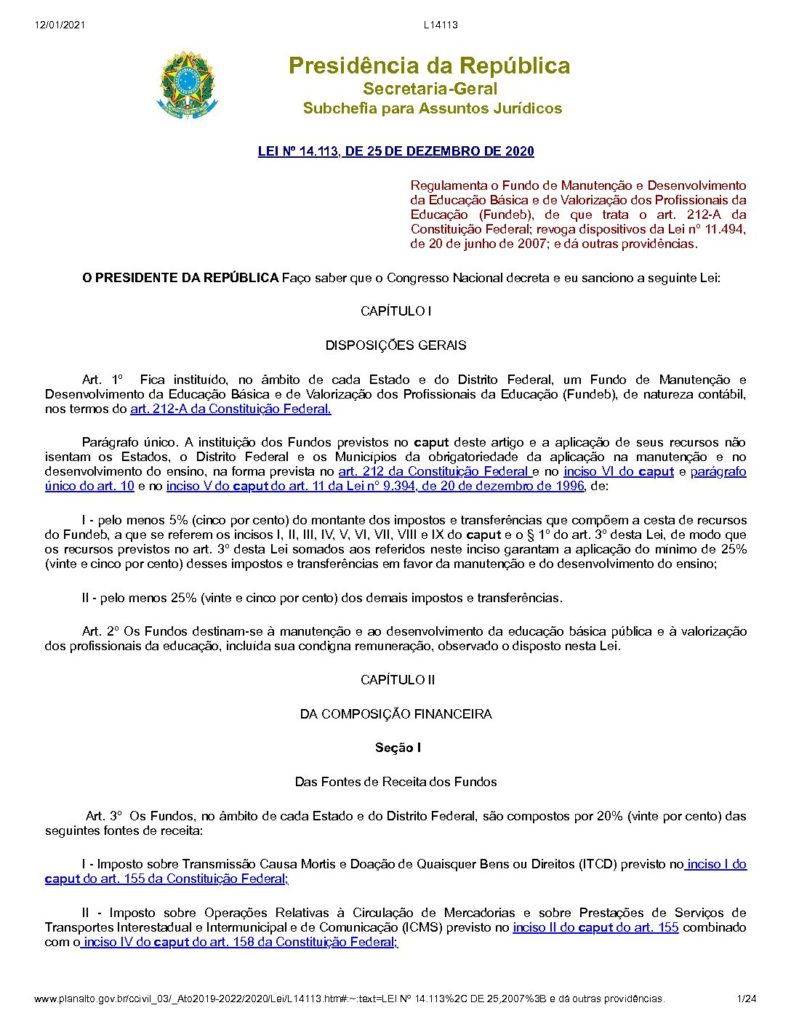 12/01/2021 L14113
Presidência da República
Secretaria-Geral
Subchefia para Assuntos Jurídicos
LEI Nº 14.113, DE 25 DE DEZEMBRO DE 2020
Regulamenta o Fundo de Manutenção e Desenvolvimento
da Educação Básica e de Valorização dos Profissionais da
Educação (Fundeb), de que trata o art. 212-A da
Constituição Federal; revoga dispositivos da Lei nº 11.494,
de 20 de junho de 2007; e dá outras providências.
O PRESIDENTE DA REPÚBLICA Faço saber que o Congresso Nacional decreta e eu sanciono a seguinte Lei:
CAPÍTULO I
DISPOSIÇÕES GERAIS
Art. 1º Fica instituído, no âmbito de cada Estado e do Distrito Federal, um Fundo de Manutenção e
Desenvolvimento da Educação Básica e de Valorização dos Profissionais da Educação (Fundeb), de natureza contábil,
nos termos do art. 212-A da Constituição Federal.
Parágrafo único. A instituição dos Fundos previstos no caput deste artigo e a aplicação de seus recursos não
isentam os Estados, o Distrito Federal e os Municípios da obrigatoriedade da aplicação na manutenção e no
desenvolvimento do ensino, na forma prevista no art. 212 da Constituição Federal e no inciso VI do caput e parágrafo
único do art. 10 e no inciso V do caput do art. 11 da Lei nº 9.394, de 20 de dezembro de 1996, de:
I - pelo menos 5% (cinco por cento) do montante dos impostos e transferências que compõem a cesta de recursos
do Fundeb, a que se referem os incisos I, II, III, IV, V, VI, VII, VIII e IX do caput e o § 1º do art. 3º desta Lei, de modo que
os recursos previstos no art. 3º desta Lei somados aos referidos neste inciso garantam a aplicação do mínimo de 25%
(vinte e cinco por cento) desses impostos e transferências em favor da manutenção e do desenvolvimento do ensino;
II - pelo menos 25% (vinte e cinco por cento) dos demais impostos e transferências.
Art. 2º Os Fundos destinam-se à manutenção e ao desenvolvimento da educação básica pública e à valorização
dos profissionais da educação, incluída sua condigna remuneração, observado o disposto nesta Lei.
CAPÍTULO II
DA COMPOSIÇÃO FINANCEIRA
Seção I
Das Fontes de Receita dos Fundos
Art. 3º Os Fundos, no âmbito de cada Estado e do Distrito Federal, são compostos por 20% (vinte por cento) das
seguintes fontes de receita:
I - Imposto sobre Transmissão Causa Mortis e Doação de Quaisquer Bens ou Direitos (ITCD) previsto no inciso I do
caput do art. 155 da Constituição Federal;
II - Imposto sobre Operações Relativas à Circulação de Mercadorias e sobre Prestações de Serviços de
Transportes Interestadual e Intermunicipal e de Comunicação (ICMS) previsto no inciso II do caput do art. 155 combinado
com o inciso IV do caput do art. 158 da Constituição Federal;
www.planalto.gov.br/ccivil_03/_Ato2019-2022/2020/Lei/L14113.htm#:~:text=LEI Nº 14.113%2C DE 25,2007%3B e dá outras providências. 1/24